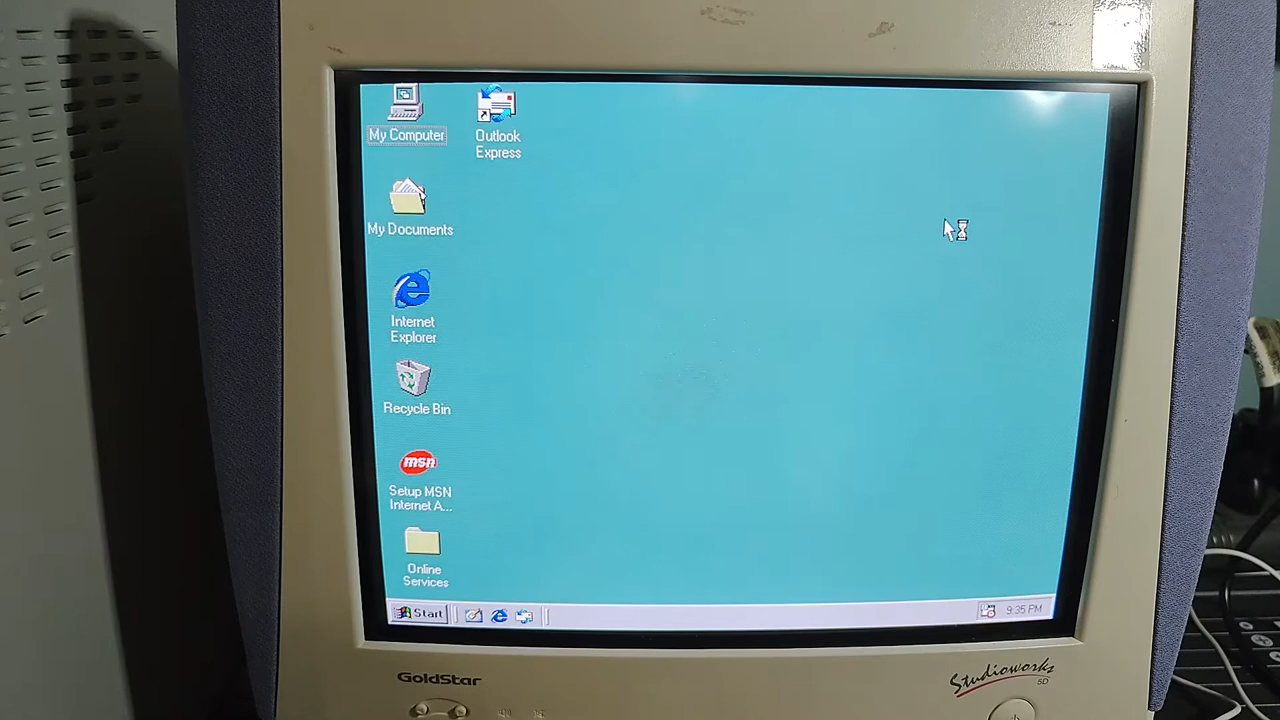 My Computer
Outlook
Express
My Documents
Internet
Explorer
Recycle Bin
msn
Setup MSN
Internet A...
Online
Services
Start
9:35 PM
GoldStar
Studioworks
5D